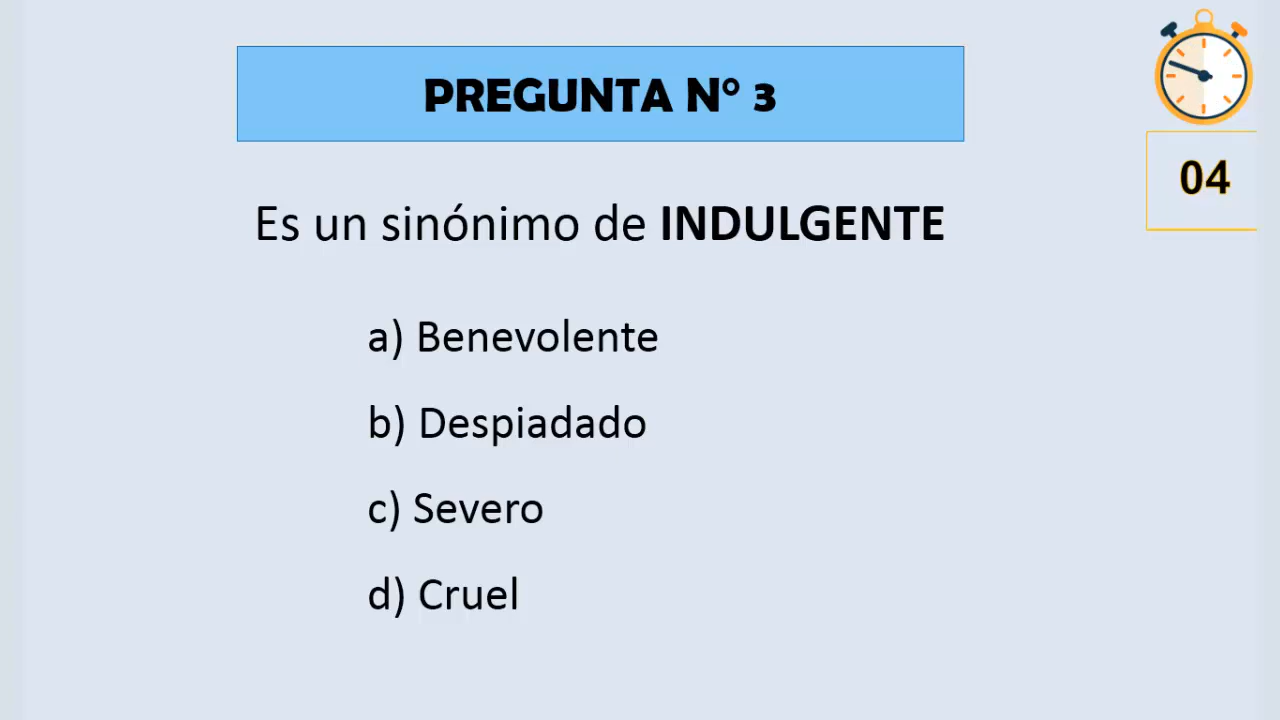 PREGUNTA N° 3
04
Es un sinónimo de INDULGENTE
a) Benevolente
b) Despiadado
c) Severo
d) Cruel